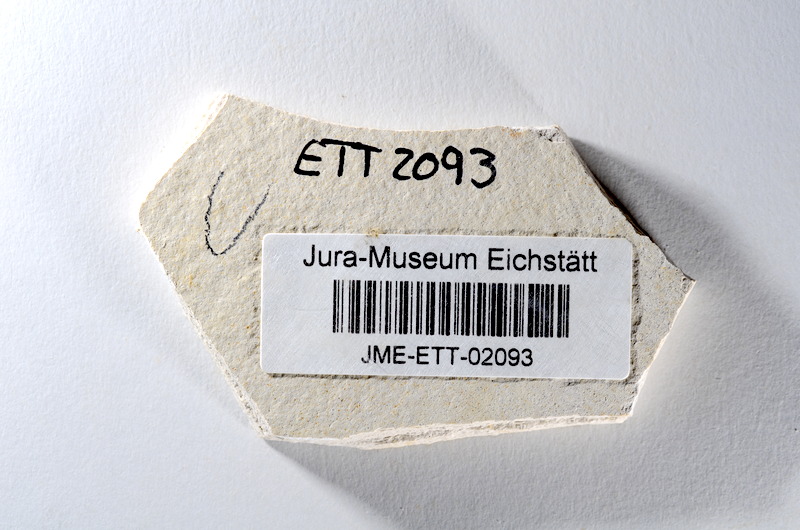 ETT 2093
Jura-Museum Eichstätt
JME-ETT-02093